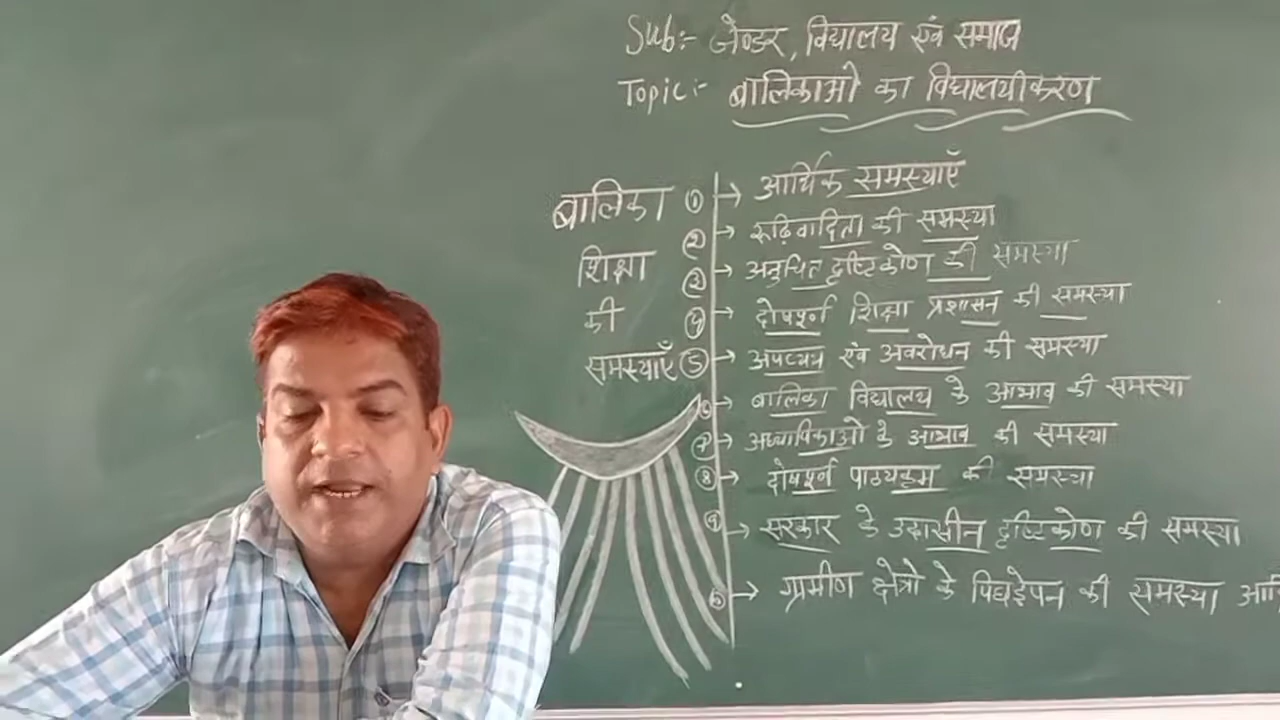 Sub:- जेण्डर, विद्यालय एवं समाज
Topic:- बालिकाओ का विद्यालयीकरण
बालिका
शिक्षा
की
समस्याएँ
① → आर्थिक समस्याएँ
② → रूढ़िवादिता की समस्या
③ → अनुचित दृष्टिकोण की समस्या
④ → दोषपूर्ण शिक्षा प्रशासन की समस्या
⑤ → अपव्यय एवं अवरोधन की समस्या
⑥ → बालिका विद्यालय के अभाव की समस्या
⑦ → अध्यापिकाओ के अभाव की समस्या
⑧ → दोषपूर्ण पाठ्यक्रम की समस्या
⑨ → सरकार के उदासीन दृष्टिकोण की समस्या
→ ग्रामीण क्षेत्रो के पिछड़ेपन की समस्या